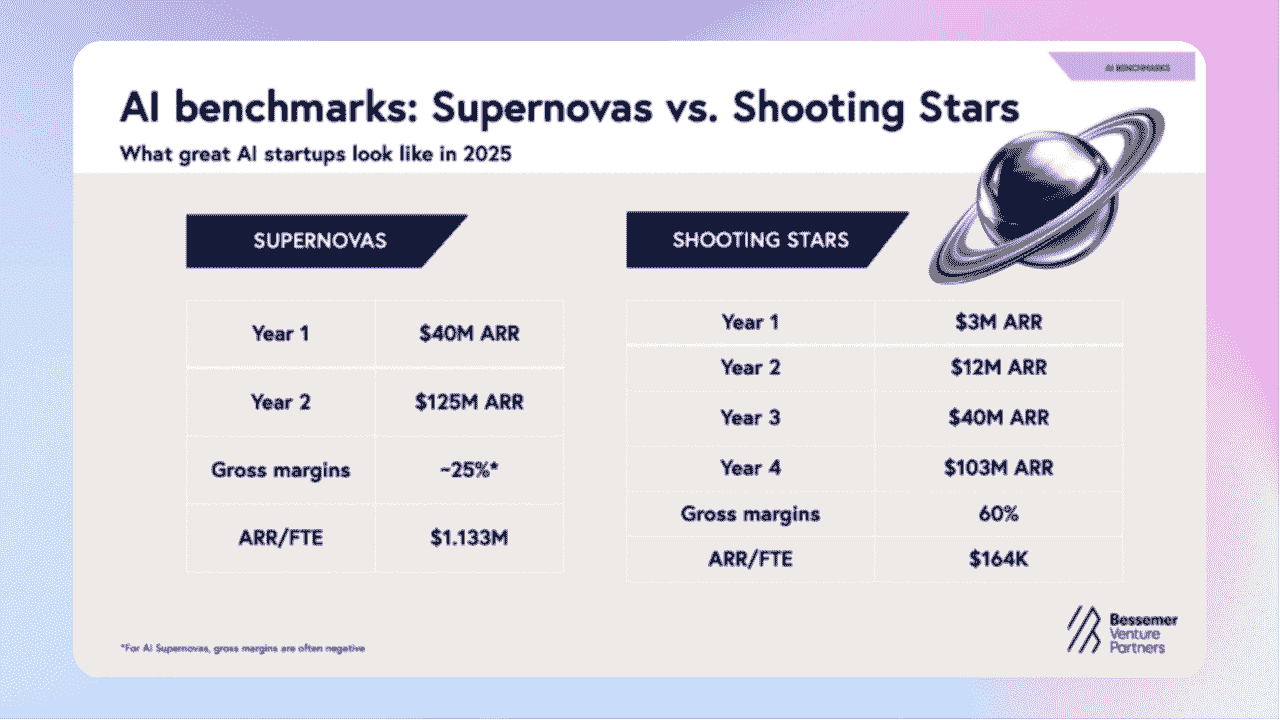 AI BENCHMARKS
AI benchmarks: Supernovas vs. Shooting Stars
What great AI startups look like in 2025
SUPERNOVAS
Year 1 $40M ARR
Year 2 $125M ARR
Gross margins ~25%*
ARR/FTE $1.133M
SHOOTING STARS
Year 1 $3M ARR
Year 2 $12M ARR
Year 3 $40M ARR
Year 4 $103M ARR
Gross margins 60%
ARR/FTE $164K
*For AI Supernovas, gross margins are often negative
Bessemer
Venture
Partners